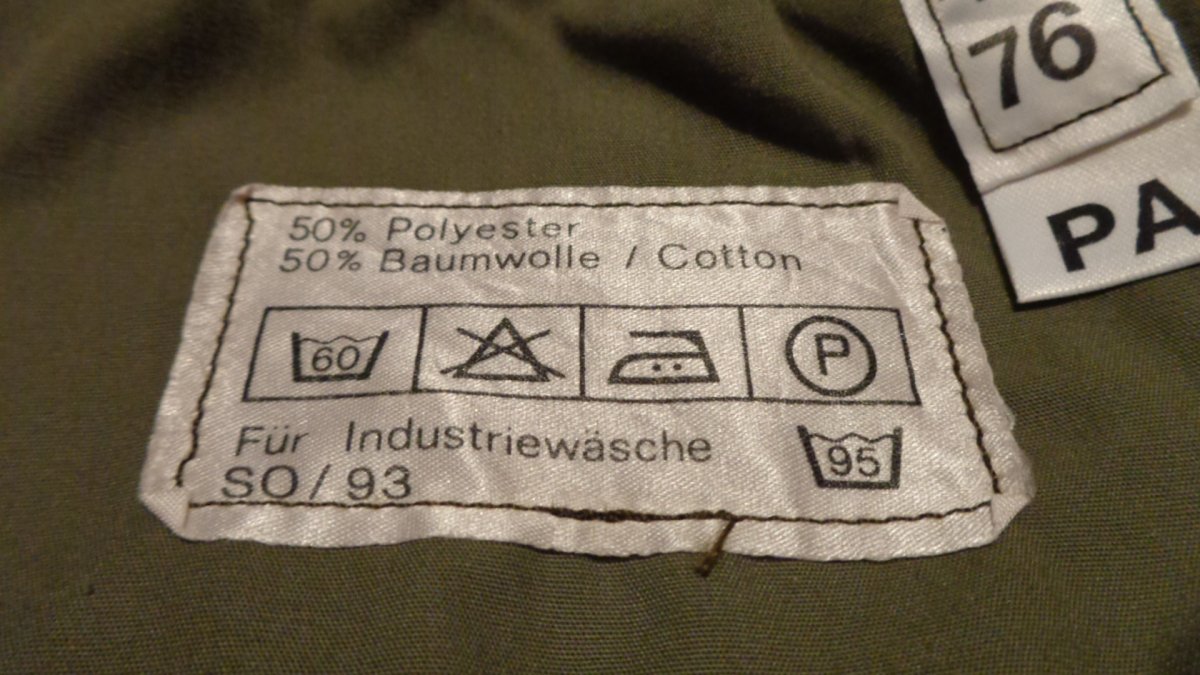 76
PA
50% Polyester
50% Baumwolle / Cotton
60
P
Für Industriewäsche
95
SO/93